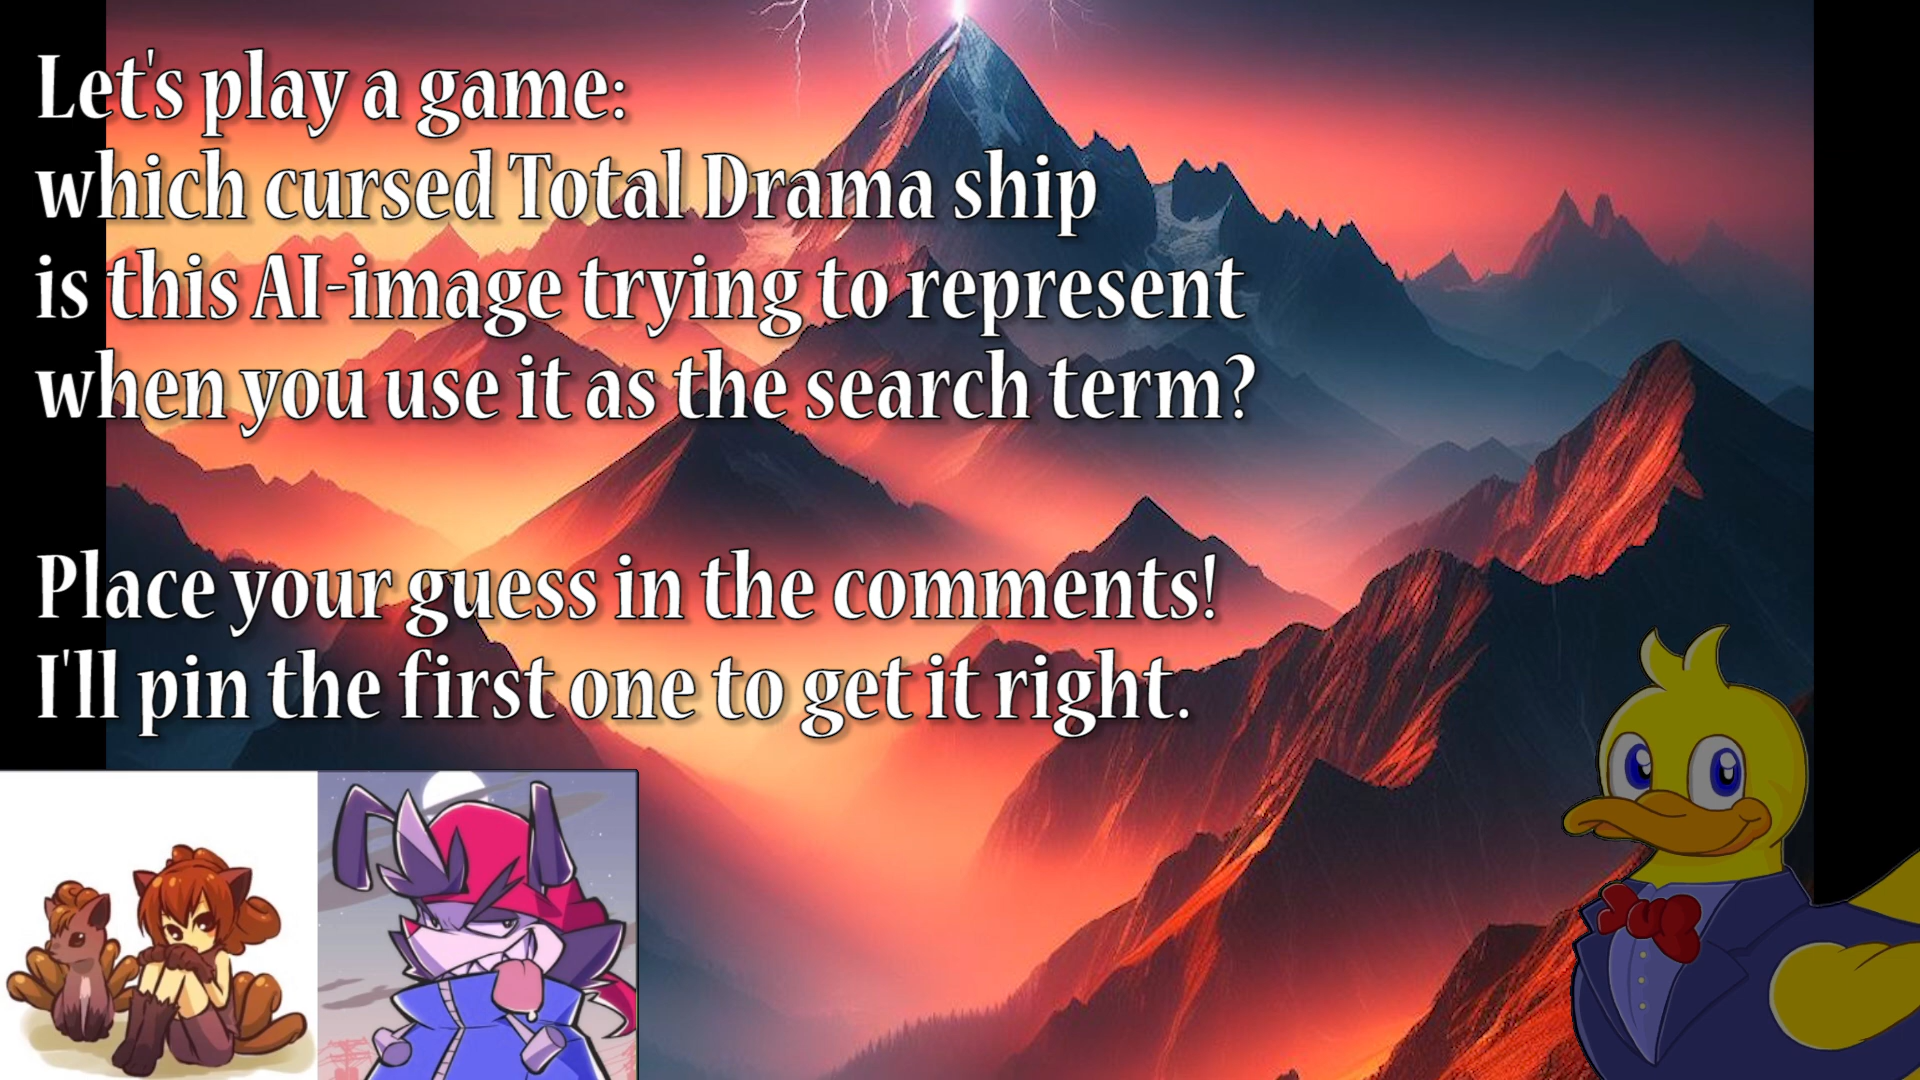 Let's play a game:
which cursed Total Drama ship
is this AI-image trying to represent
when you use it as the search term?
Place your guess in the comments!
I'll pin the first one to get it right.